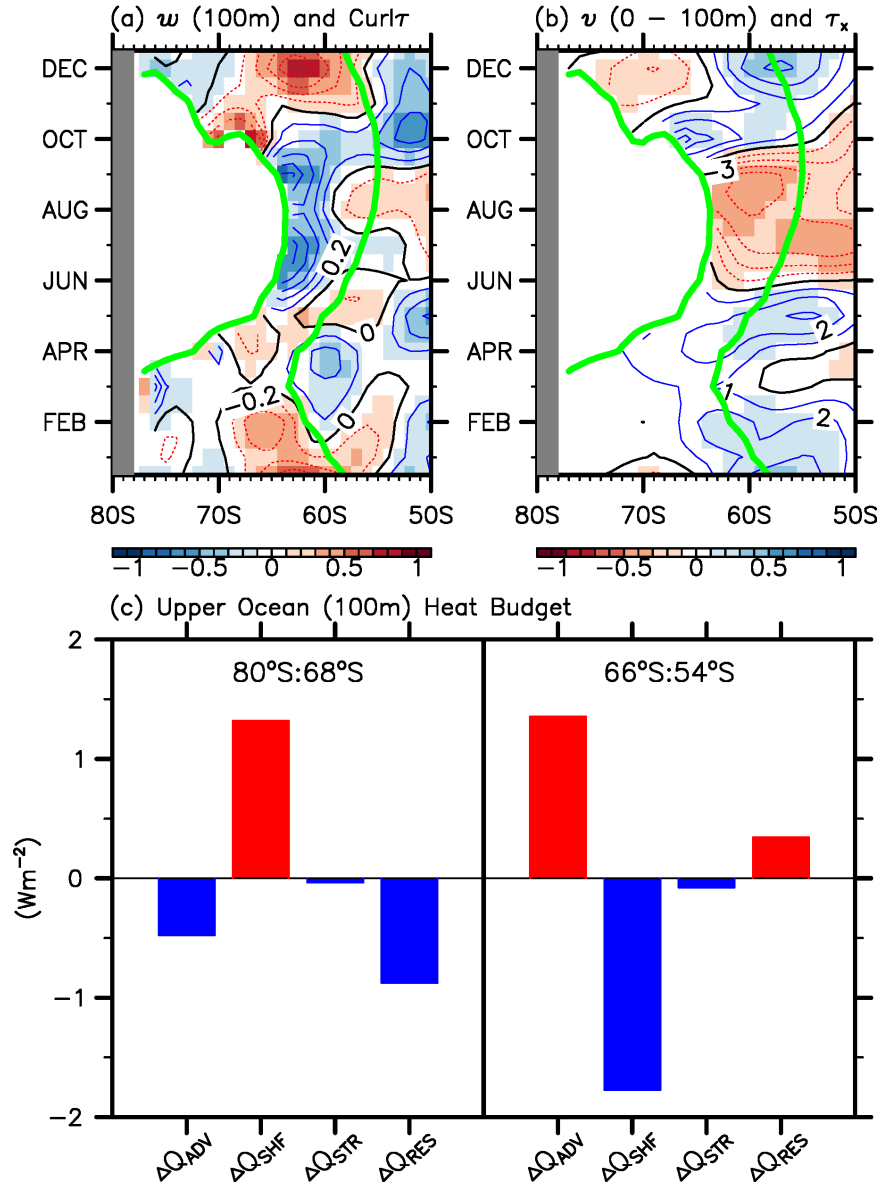 (a) w (100m) and Curlτ
(b) v (0 – 100m) and τx
DEC
OCT
AUG
JUN
APR
FEB
0.2
0
−0.2
0
80S 70S 60S 50S
DEC
OCT
AUG
JUN
APR
FEB
−3
2
1
2
80S 70S 60S 50S
−1 −0.5 0 0.5 1
−1 −0.5 0 0.5 1
(c) Upper Ocean (100m) Heat Budget
80°S:68°S
66°S:54°S
2
1
0
−1
−2
(Wm⁻²)
ΔQADV ΔQSHF ΔQSTR ΔQRES
ΔQADV ΔQSHF ΔQSTR ΔQRES